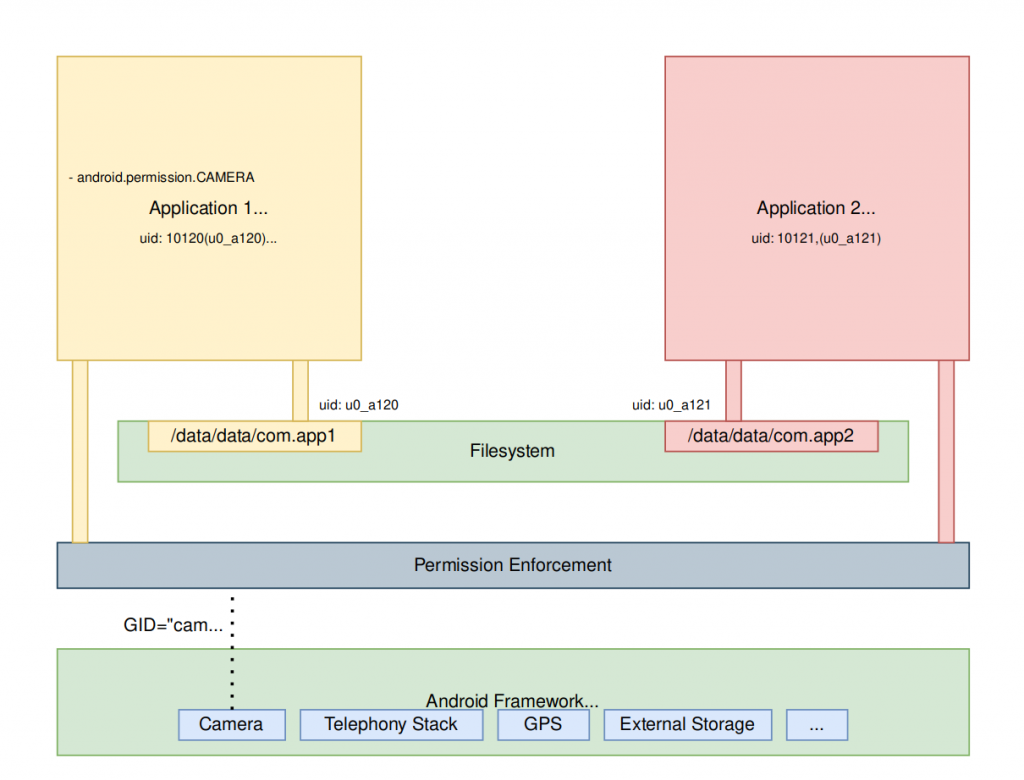 - android.permission.CAMERA
Application 1...
uid: 10120(u0_a120)...
Application 2...
uid: 10121,(u0_a121)
uid: u0_a120
uid: u0_a121
/data/data/com.app1
/data/data/com.app2
Filesystem
Permission Enforcement
GID="cam...
Android Framework...
Camera
Telephony Stack
GPS
External Storage
...